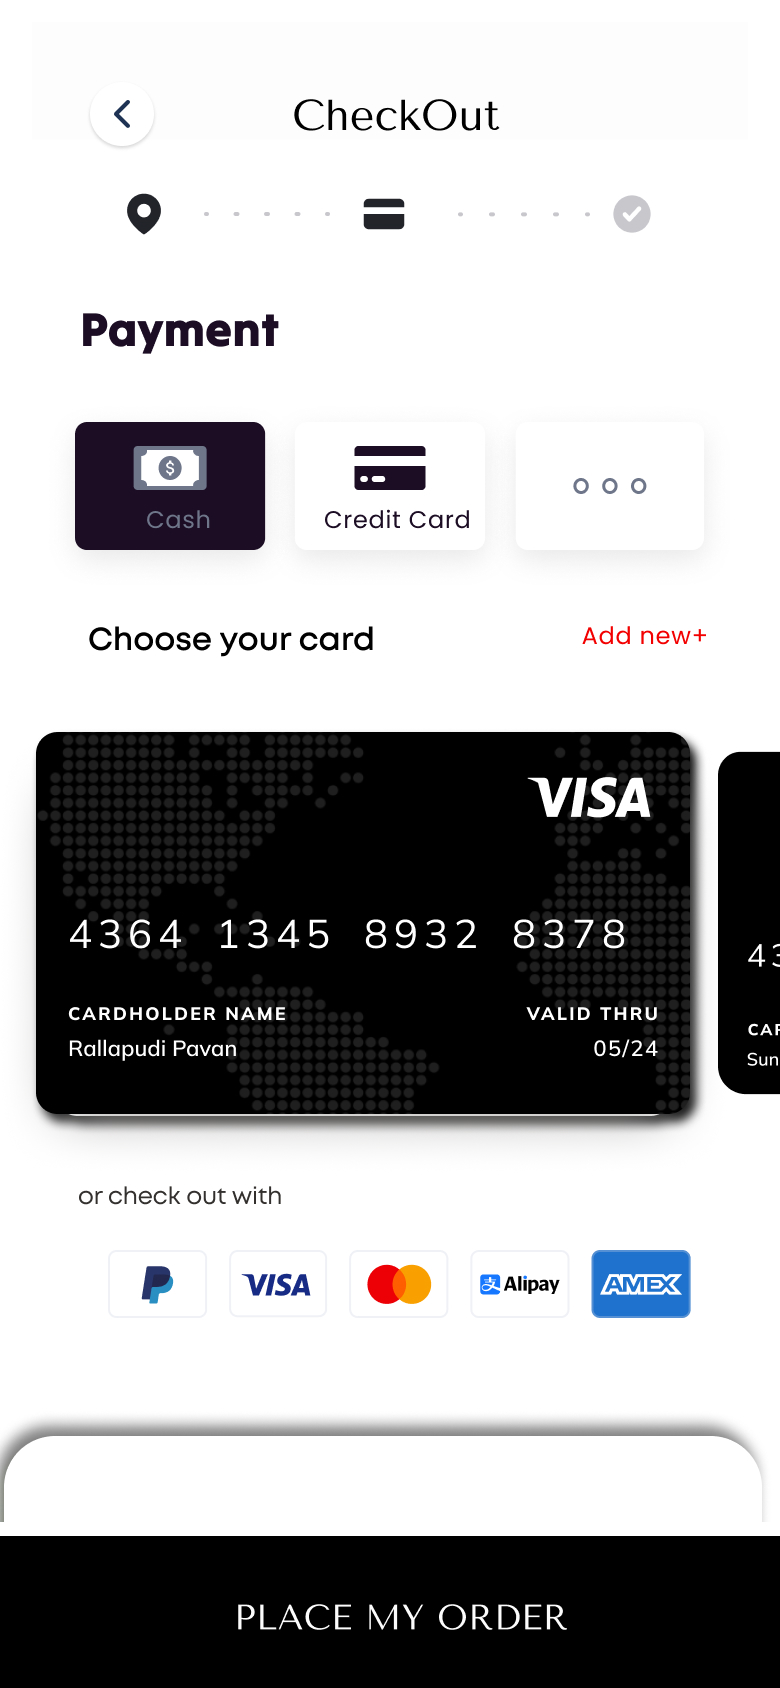 CheckOut
Payment
$
Cash
Credit Card
Choose your card
Add new+
VISA
4364 1345 8932 8378
43
CARDHOLDER NAME
VALID THRU
CAR
Rallapudi Pavan
05/24
Sun
or check out with
VISA
支 Alipay
AMEX
PLACE MY ORDER